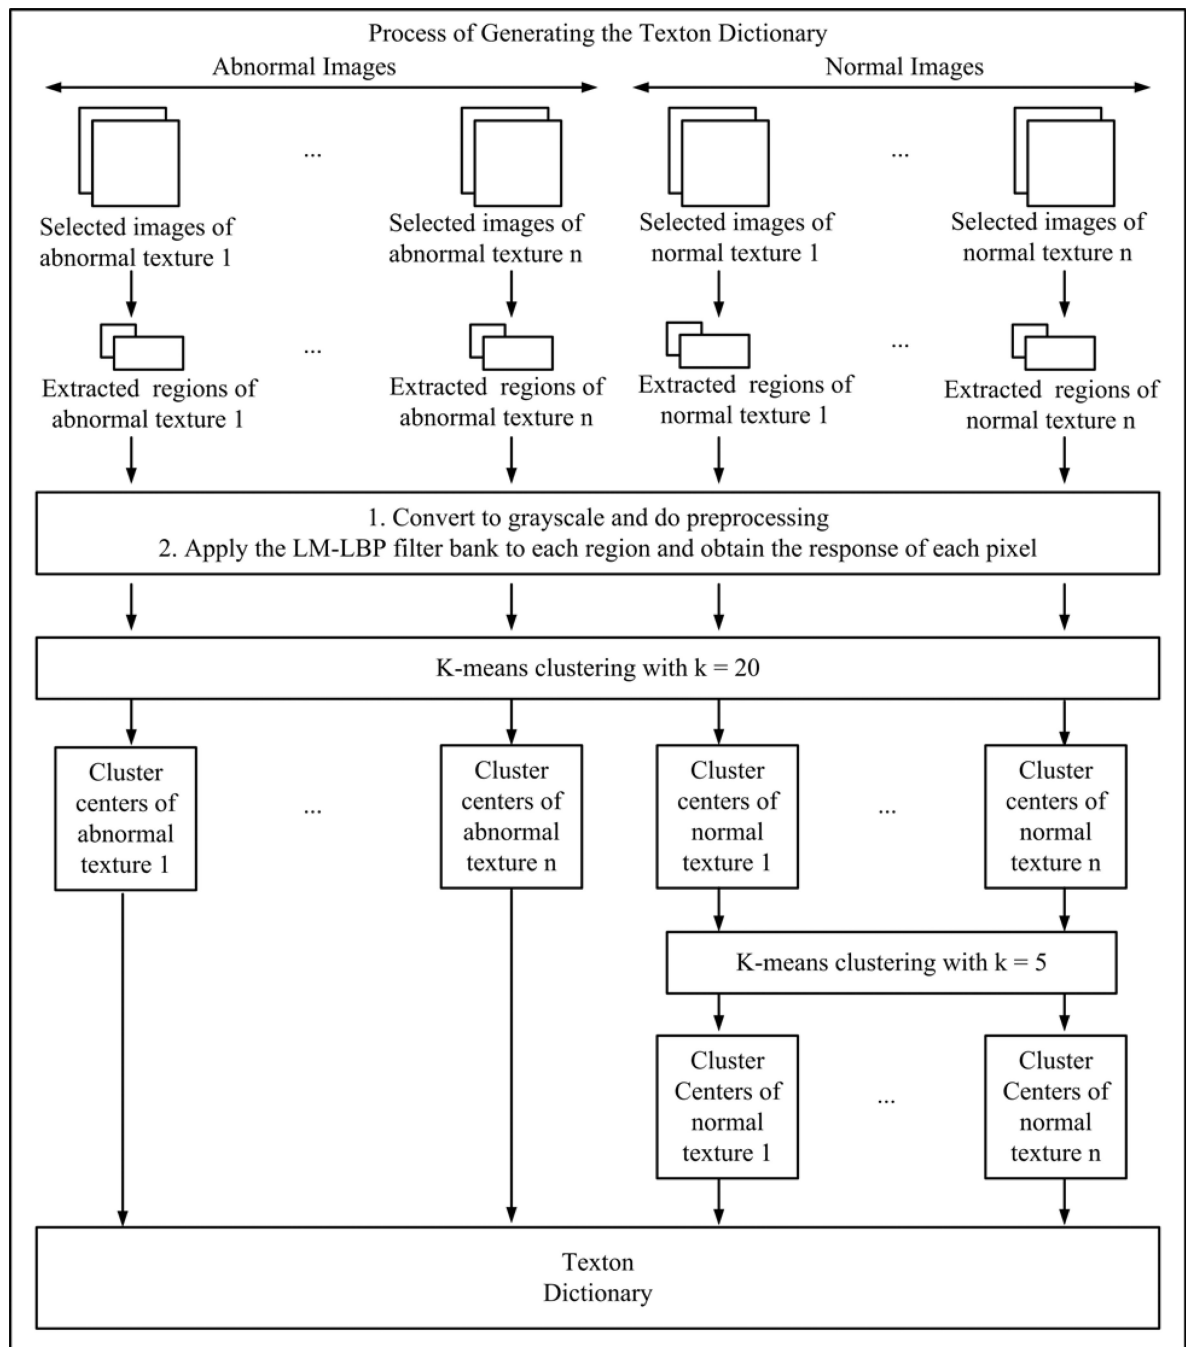 Process of Generating the Texton Dictionary
Abnormal Images
Normal Images
...
...
Selected images of
abnormal texture 1
Selected images of
abnormal texture n
Selected images of
normal texture 1
Selected images of
normal texture n
...
...
Extracted regions of
abnormal texture 1
Extracted regions of
abnormal texture n
Extracted regions of
normal texture 1
Extracted regions of
normal texture n
1. Convert to grayscale and do preprocessing
2. Apply the LM-LBP filter bank to each region and obtain the response of each pixel
K-means clustering with k = 20
Cluster
centers of
abnormal
texture 1
...
Cluster
centers of
abnormal
texture n
Cluster
centers of
normal
texture 1
...
Cluster
centers of
normal
texture n
K-means clustering with k = 5
Cluster
Centers of
normal
texture 1
...
Cluster
Centers of
normal
texture n
Texton
Dictionary